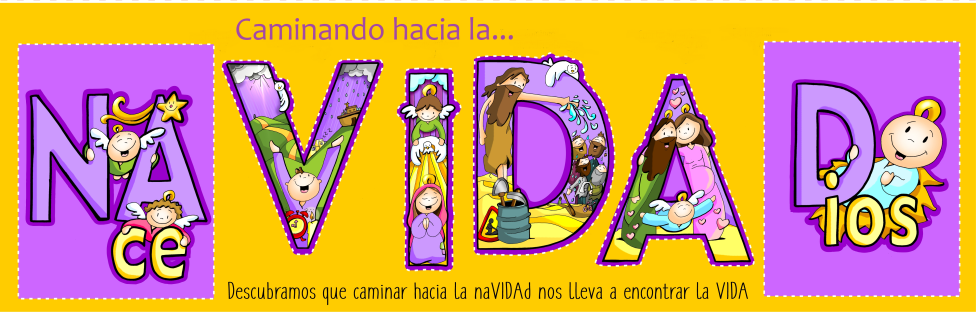 Caminando hacia la...
NA VIDA D
ce
ios
Descubramos que caminar hacia la naVIDAd nos lleva a encontrar la VIDA